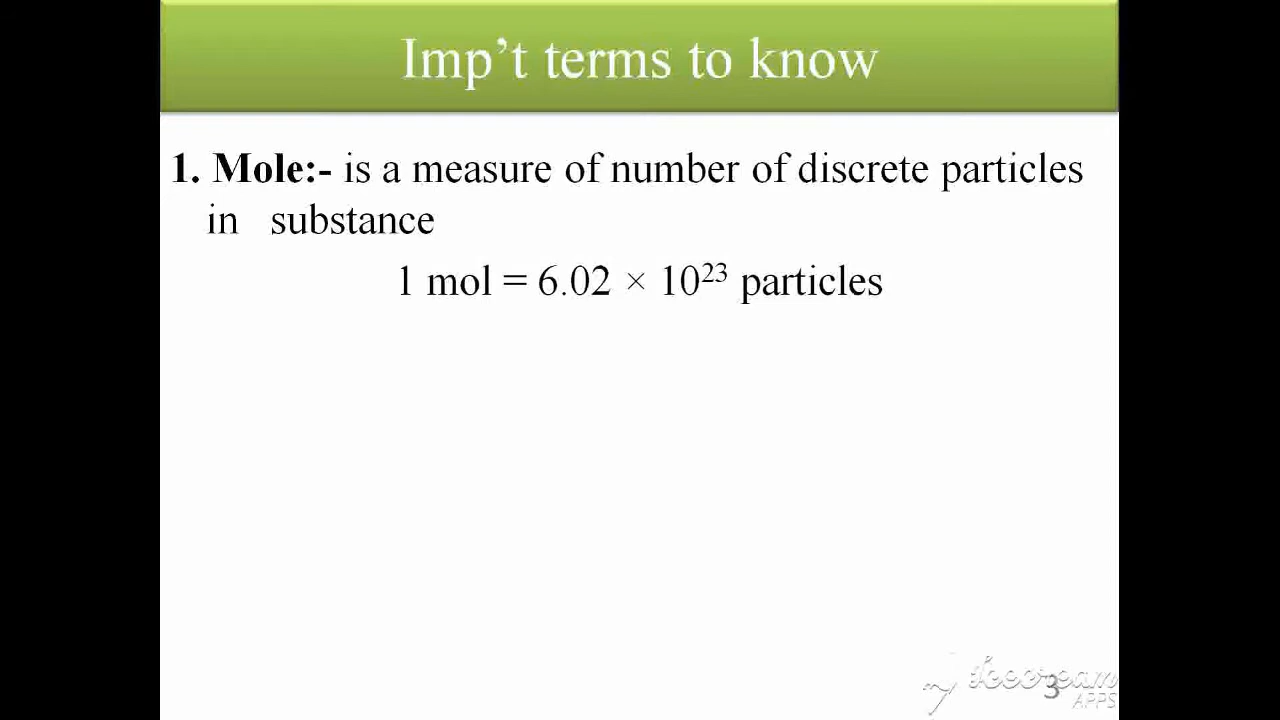 Imp’t terms to know
1. Mole:- is a measure of number of discrete particles
in substance
1 mol = 6.02 × 10²³ particles
3
APPS